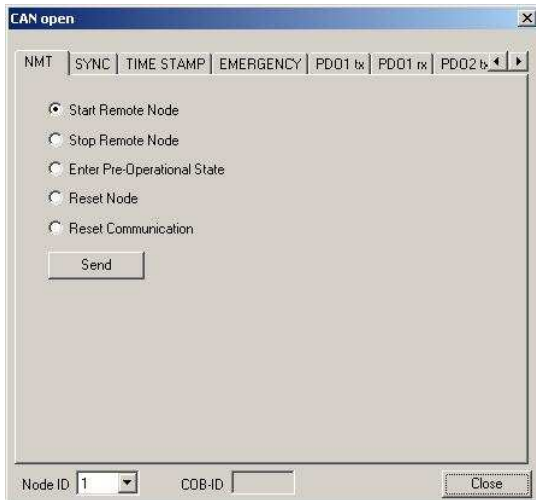 CAN open
NMT SYNC TIME STAMP EMERGENCY PDO1 tx PDO1 rx PDO2
Start Remote Node
Stop Remote Node
Enter Pre-Operational State
Reset Node
Reset Communication
Send
Node ID 1 COB-ID Close